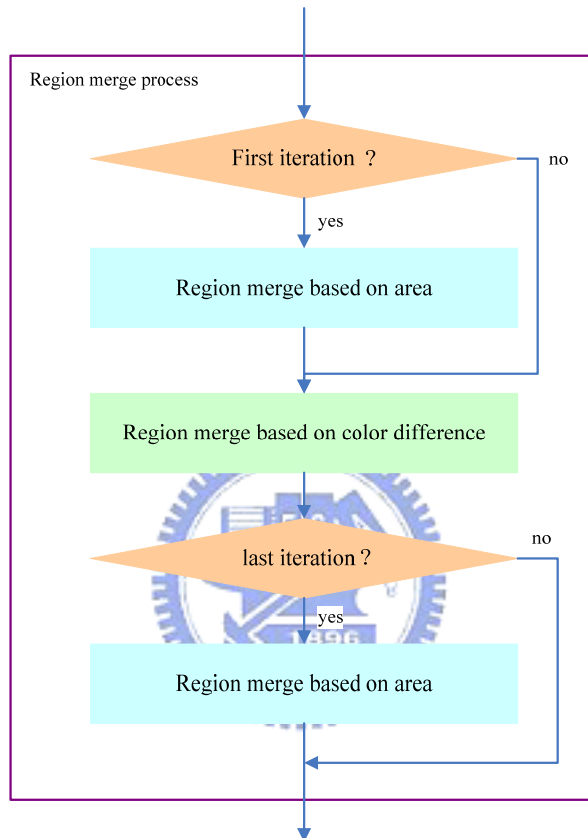 Region merge process
First iteration ?
no
yes
Region merge based on area
Region merge based on color difference
last iteration ?
no
yes
1896
Region merge based on area